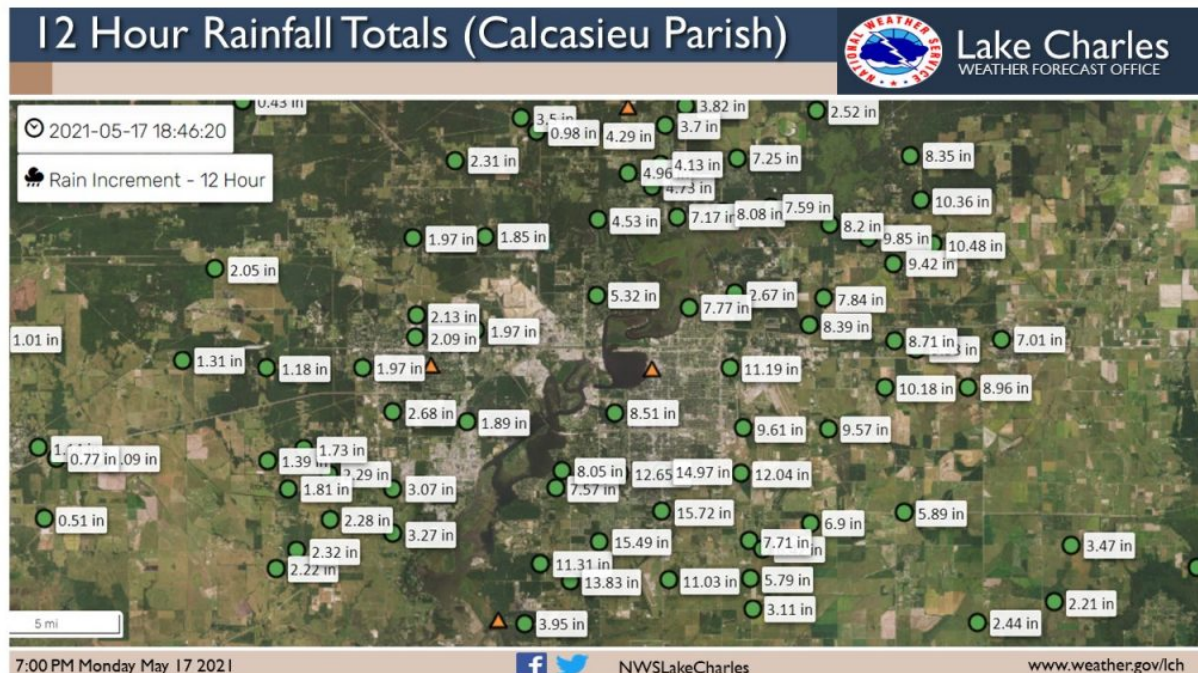 12 Hour Rainfall Totals (Calcasieu Parish)
NATIONAL WEATHER SERVICE
Lake Charles
WEATHER FORECAST OFFICE
2021-05-17 18:46:20
Rain Increment - 12 Hour
0.43 in
3.5 in
0.98 in
4.29 in
3.82 in
3.7 in
2.52 in
2.31 in
4.96 in
4.13 in
4.73 in
7.25 in
8.35 in
10.36 in
4.53 in
7.17 in
8.08 in
7.59 in
8.2 in
1.97 in
1.85 in
9.85 in
10.48 in
9.42 in
2.05 in
5.32 in
7.77 in
2.67 in
7.84 in
2.13 in
2.09 in
1.97 in
8.39 in
1.01 in
8.71 in
7.01 in
1.31 in
1.18 in
1.97 in
11.19 in
10.18 in
8.96 in
2.68 in
1.89 in
8.51 in
9.61 in
9.57 in
0.77 in
1.73 in
1.39 in
8.05 in
12.65
14.97 in
12.04 in
1.81 in
3.07 in
7.57 in
0.51 in
2.28 in
3.27 in
15.72 in
6.9 in
5.89 in
15.49 in
7.71 in
3.47 in
2.32 in
2.22 in
11.31 in
13.83 in
11.03 in
5.79 in
3.95 in
3.11 in
2.44 in
2.21 in
5 mi
7:00 PM Monday May 17 2021
NWSLakeCharles
www.weather.gov/lch